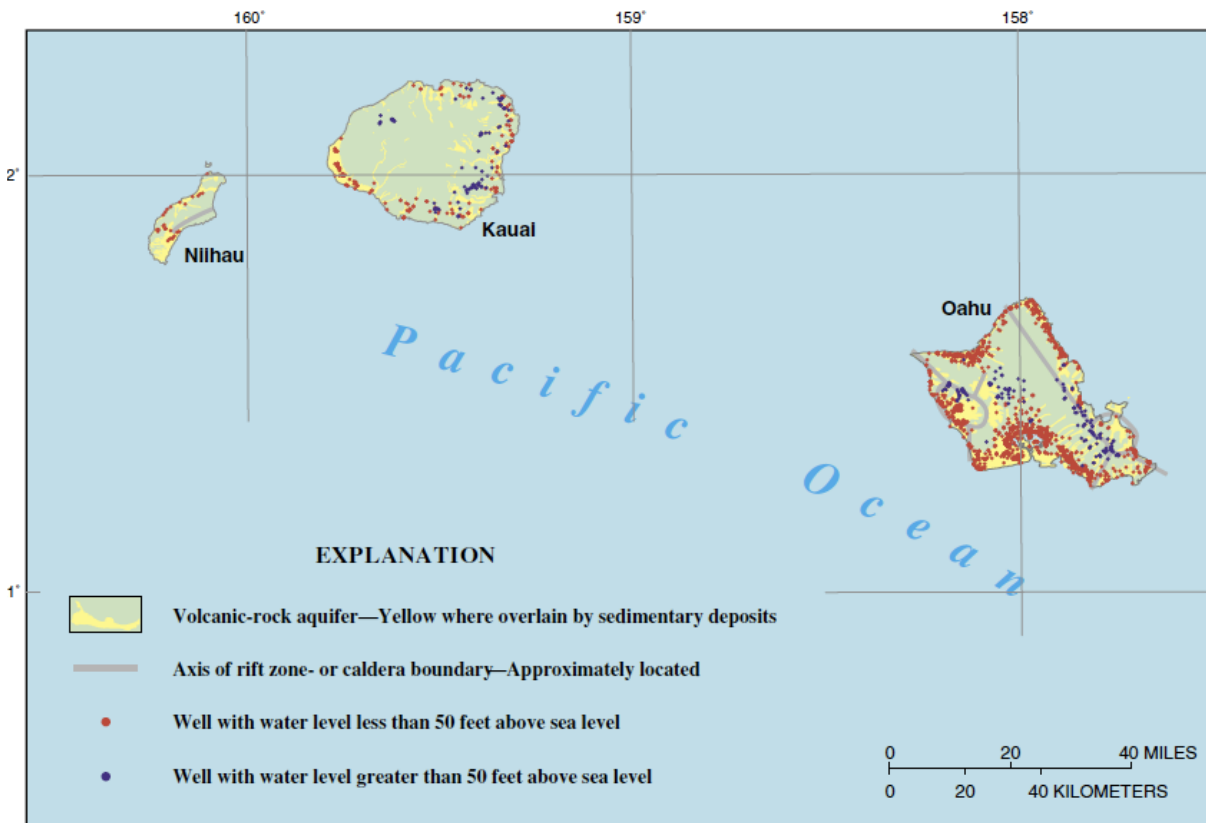 160°
159°
158°
2°
Kauai
Niihau
Oahu
Pacific
Ocean
EXPLANATION
1°
Volcanic-rock aquifer—Yellow where overlain by sedimentary deposits
Axis of rift zone- or caldera boundary—Approximately located
Well with water level less than 50 feet above sea level
Well with water level greater than 50 feet above sea level
0 20 40 MILES
0 20 40 KILOMETERS